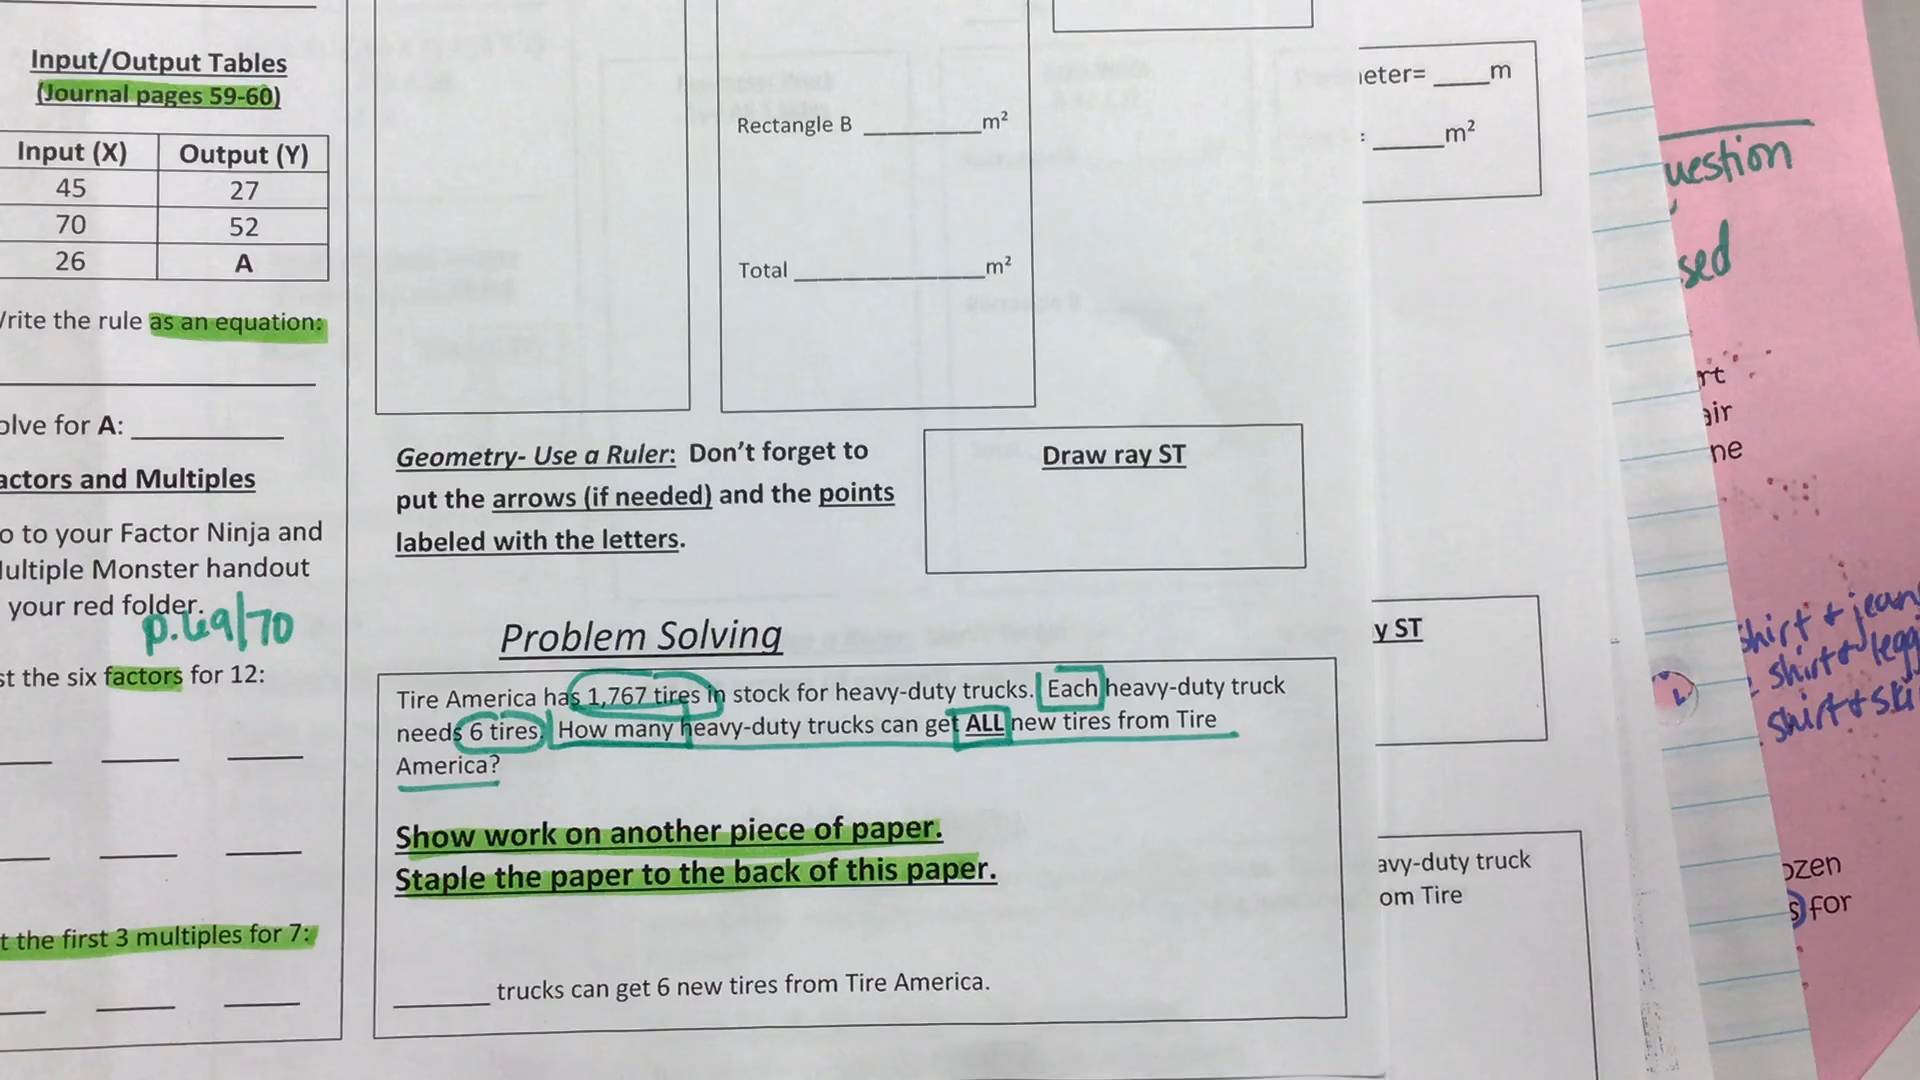 Input/Output Tables
(Journal pages 59-60)
Input (X) Output (Y)
45 27
70 52
26 A
rite the rule as an equation:
olve for A:
actors and Multiples
o to your Factor Ninja and
ultiple Monster handout
your red folder.
p.69/70
st the six factors for 12:
t the first 3 multiples for 7:
Rectangle B ________ m²
Total ________ m²
Geometry- Use a Ruler: Don't forget to
put the arrows (if needed) and the points
labeled with the letters.
Draw ray ST
Problem Solving
Tire America has 1,767 tires in stock for heavy-duty trucks. Each heavy-duty truck
needs 6 tires. How many heavy-duty trucks can get ALL new tires from Tire
America?
Show work on another piece of paper.
Staple the paper to the back of this paper.
______ trucks can get 6 new tires from Tire America.
eter= ____m
: _____m²
y ST
avy-duty truck
om Tire
uestion
sed
rt
air
ne
shirt + jean
shirt + legg
shirt + ski
ozen
s for